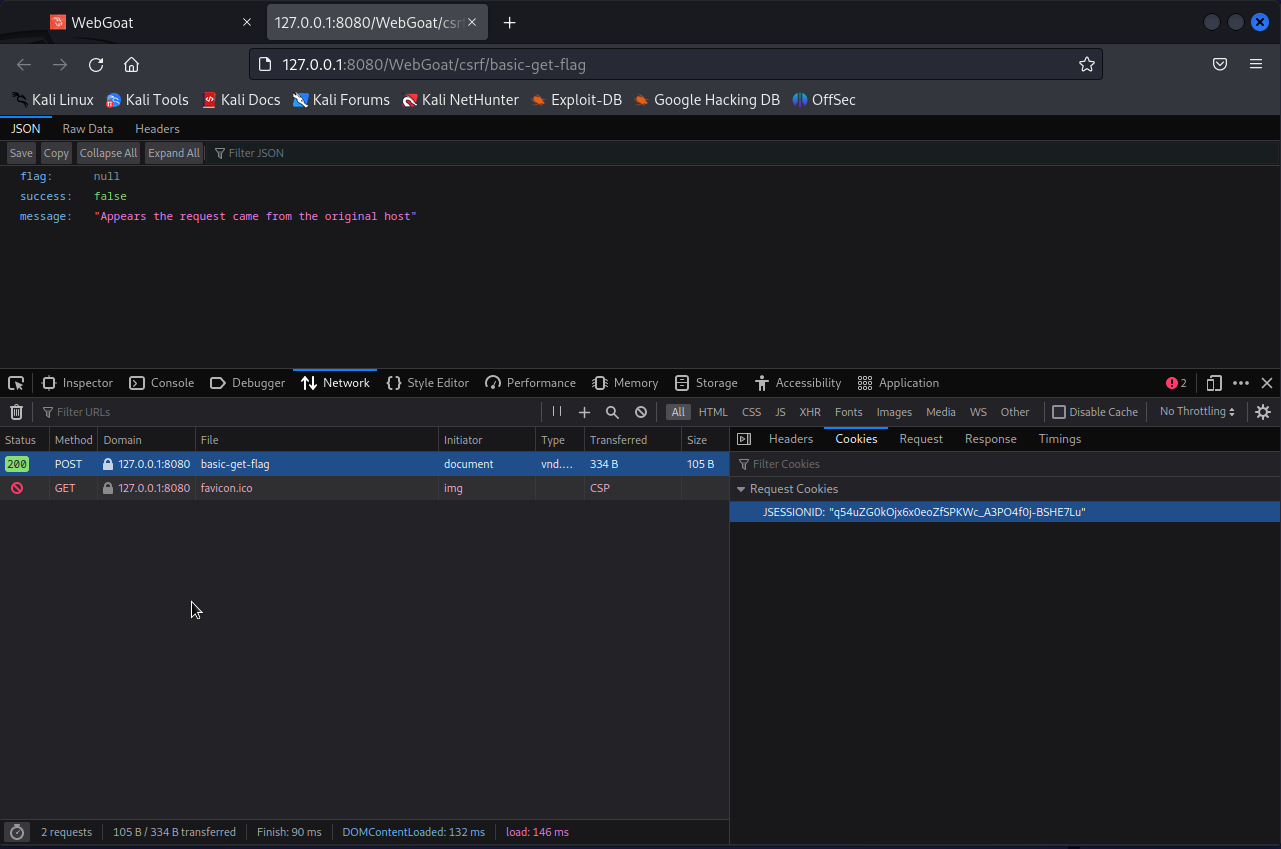 WebGoat
127.0.0.1:8080/WebGoat/csr
127.0.0.1:8080/WebGoat/csrf/basic-get-flag
Kali Linux Kali Tools Kali Docs Kali Forums Kali NetHunter Exploit-DB Google Hacking DB OffSec
JSON Raw Data Headers
Save Copy Collapse All Expand All Filter JSON
flag: null
success: false
message: "Appears the request came from the original host"
Inspector Console Debugger Network Style Editor Performance Memory Storage Accessibility Application 2
Filter URLs All HTML CSS JS XHR Fonts Images Media WS Other Disable Cache No Throttling
Status Method Domain File Initiator Type Transferred Size
200 POST 127.0.0.1:8080 basic-get-flag document vnd.... 334 B 105 B
GET 127.0.0.1:8080 favicon.ico img CSP
Headers Cookies Request Response Timings
Filter Cookies
Request Cookies
JSESSIONID: "q54uZG0kOjx6x0eoZfSPKWc_A3PO4f0j-BSHE7Lu"
2 requests 105 B / 334 B transferred Finish: 90 ms DOMContentLoaded: 132 ms load: 146 ms